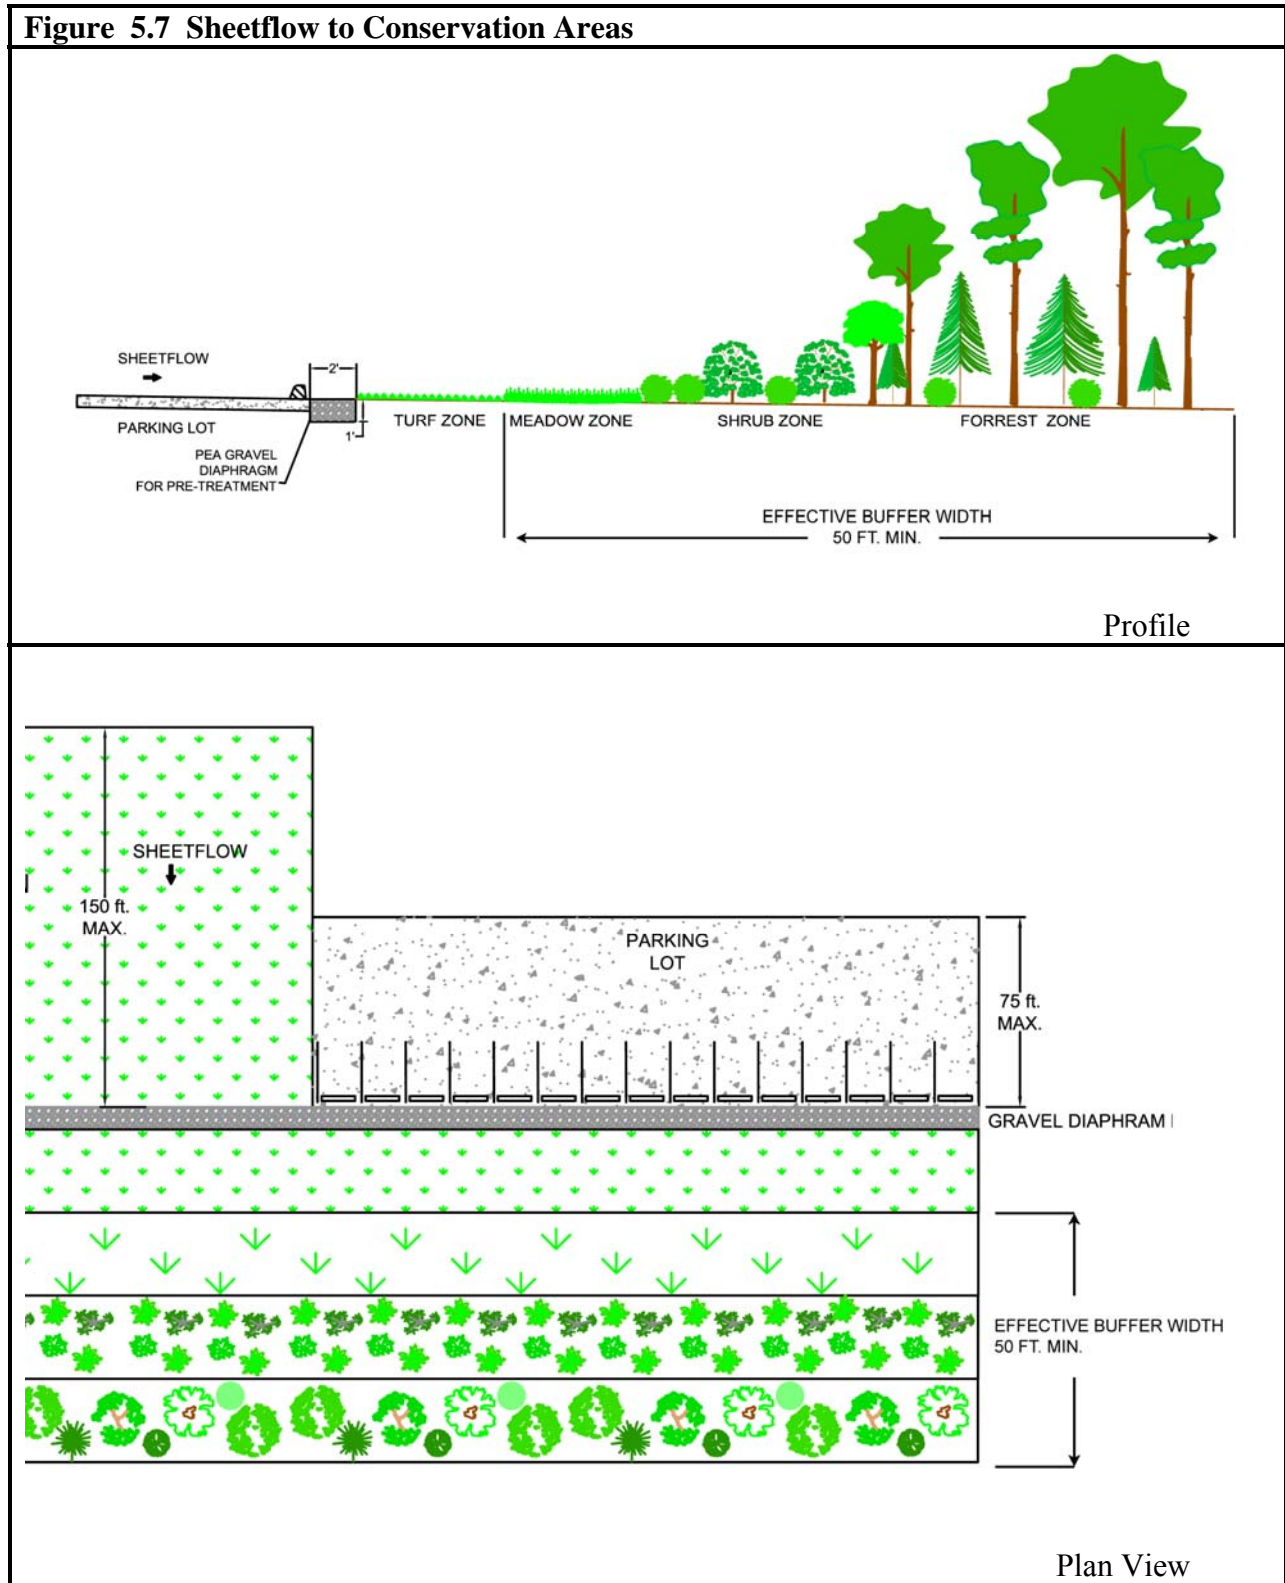 Figure 5.7 Sheetflow to Conservation Areas
SHEETFLOW
2'
PARKING LOT
1'
TURF ZONE
MEADOW ZONE
SHRUB ZONE
FORREST ZONE
PEA GRAVEL
DIAPHRAGM
FOR PRE-TREATMENT
EFFECTIVE BUFFER WIDTH
50 FT. MIN.
Profile
SHEETFLOW
150 ft.
MAX.
PARKING
LOT
75 ft.
MAX.
GRAVEL DIAPHRAM
EFFECTIVE BUFFER WIDTH
50 FT. MIN.
Plan View